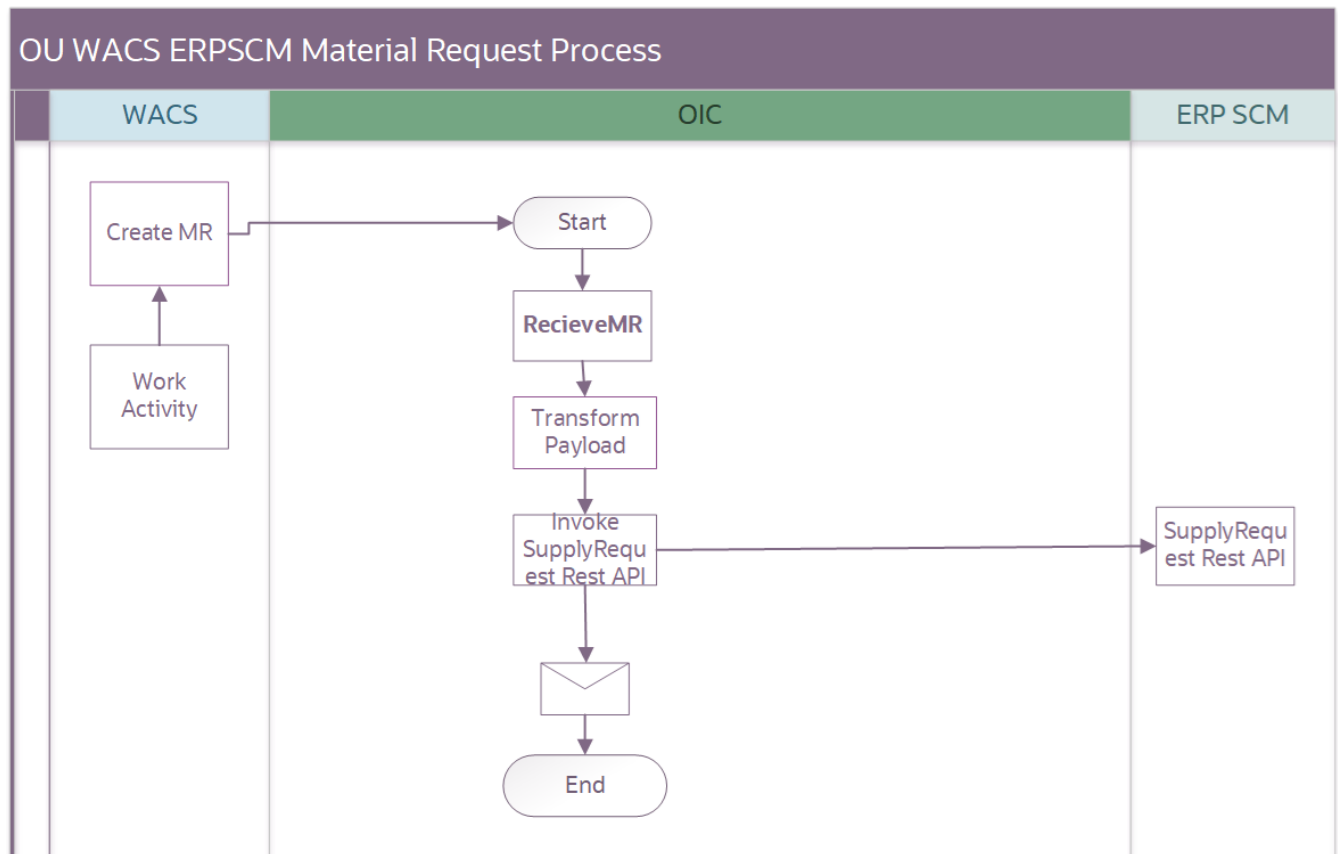 OU WACS ERPSCM Material Request Process
WACS
OIC
ERP SCM
Create MR
Start
RecieveMR
Work
Activity
Transform
Payload
Invoke
SupplyRequ
est Rest API
SupplyRequ
est Rest API
End